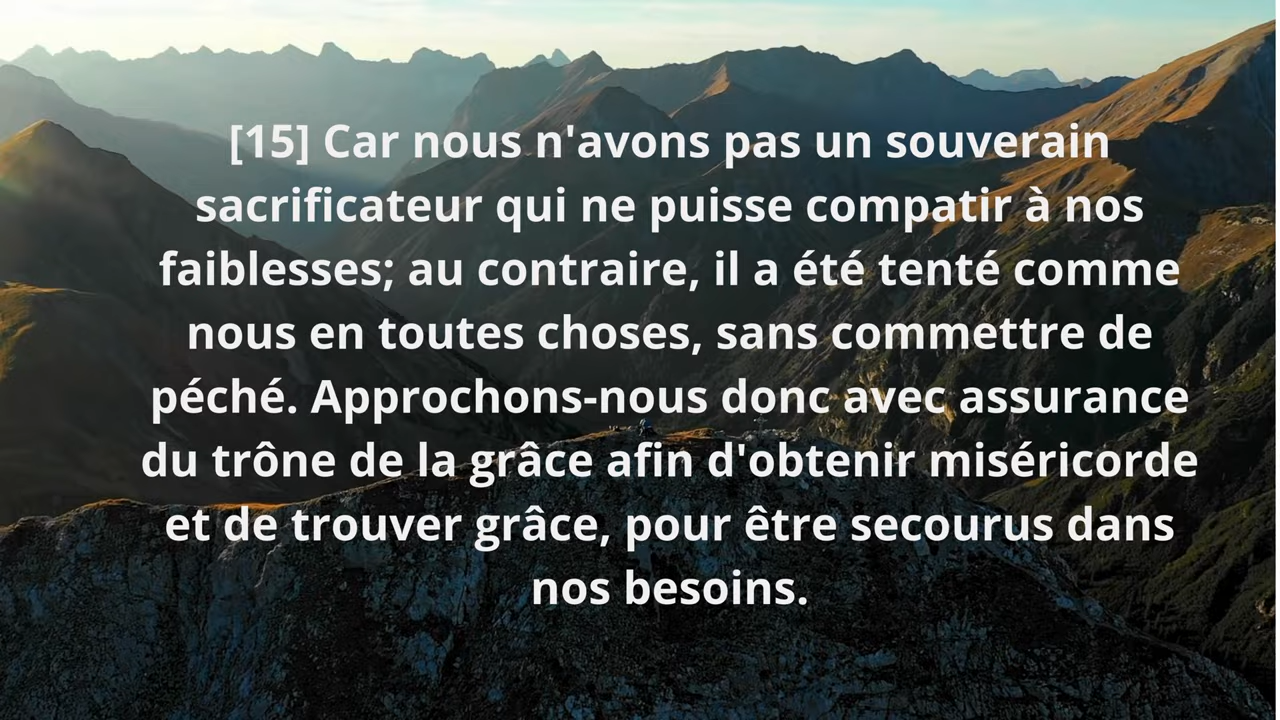 [15] Car nous n'avons pas un souverain
sacrificateur qui ne puisse compatir à nos
faiblesses; au contraire, il a été tenté comme
nous en toutes choses, sans commettre de
péché. Approchons-nous donc avec assurance
du trône de la grâce afin d'obtenir miséricorde
et de trouver grâce, pour être secourus dans
nos besoins.